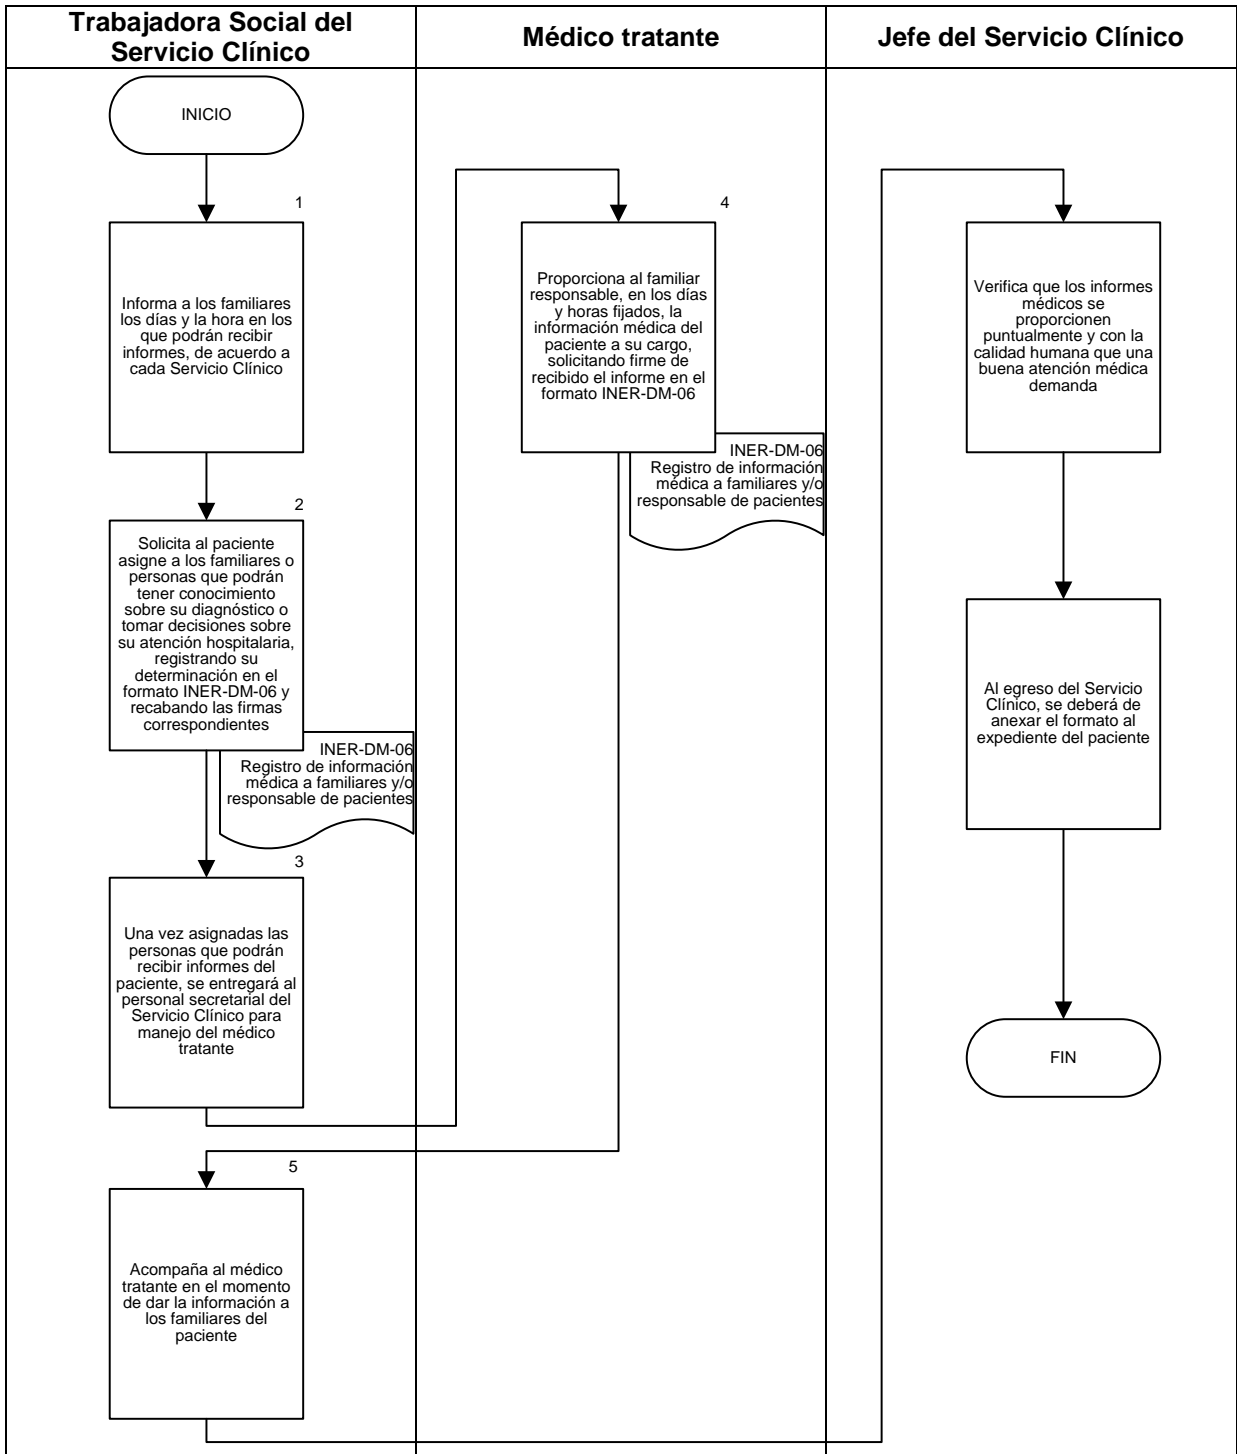 Trabajadora Social del
Servicio Clínico
Médico tratante
Jefe del Servicio Clínico
INICIO
1
Informa a los familiares
los días y la hora en los
que podrán recibir
informes, de acuerdo a
cada Servicio Clínico
2
Solicita al paciente
asigne a los familiares o
personas que podrán
tener conocimiento
sobre su diagnóstico o
tomar decisiones sobre
su atención hospitalaria,
registrando su
determinación en el
formato INER-DM-06 y
recabando las firmas
correspondientes
INER-DM-06
Registro de información
médica a familiares y/o
responsable de pacientes
3
Una vez asignadas las
personas que podrán
recibir informes del
paciente, se entregará al
personal secretarial del
Servicio Clínico para
manejo del médico
tratante
4
Proporciona al familiar
responsable, en los días
y horas fijados, la
información médica del
paciente a su cargo,
solicitando firme de
recibido el informe en el
formato INER-DM-06
INER-DM-06
Registro de información
médica a familiares y/o
responsable de pacientes
5
Acompaña al médico
tratante en el momento
de dar la información a
los familiares del
paciente
Verifica que los informes
médicos se
proporcionen
puntualmente y con la
calidad humana que una
buena atención médica
demanda
Al egreso del Servicio
Clínico, se deberá de
anexar el formato al
expediente del paciente
FIN